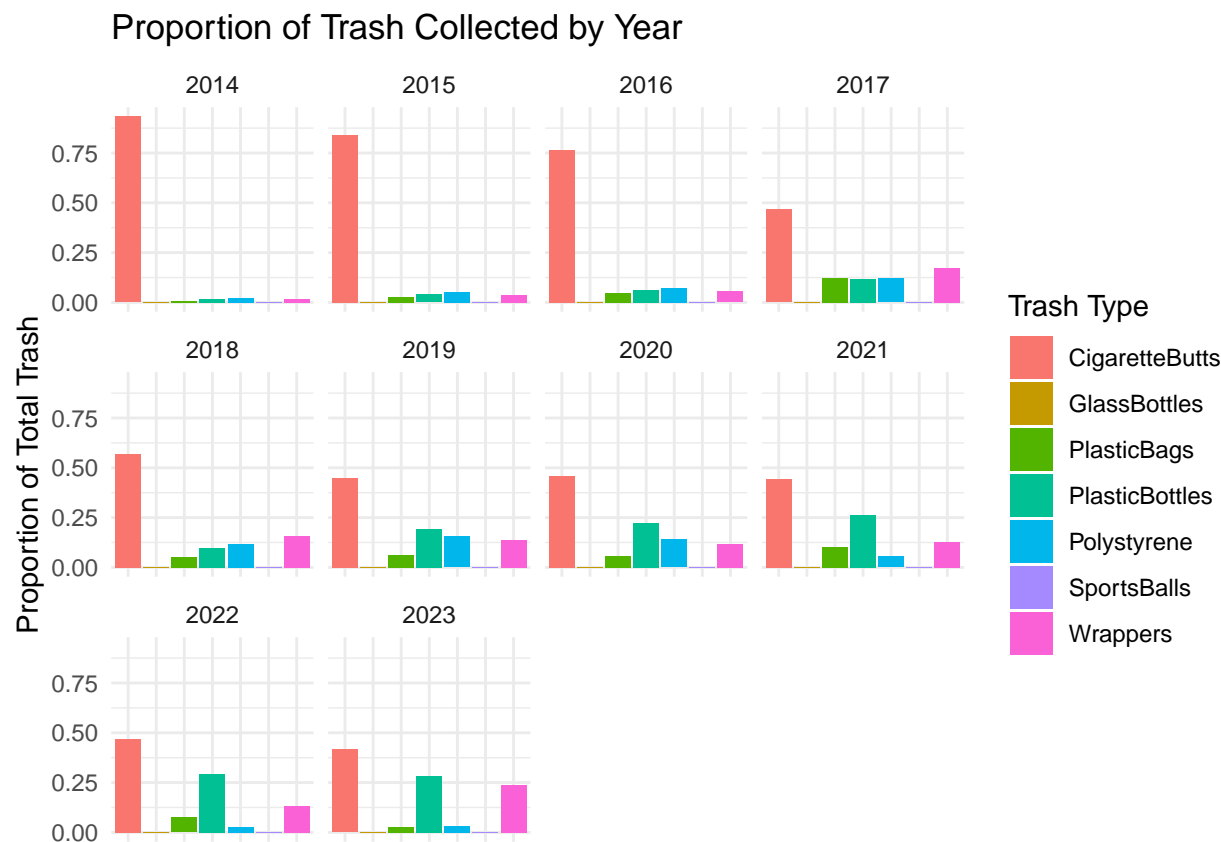 Proportion of Trash Collected by Year
2014 2015 2016 2017
0.75
0.50
0.25
0.00
2018 2019 2020 2021
0.75
0.50
0.25
0.00
2022 2023
0.75
0.50
0.25
0.00
Proportion of Total Trash
Trash Type
CigaretteButts
GlassBottles
PlasticBags
PlasticBottles
Polystyrene
SportsBalls
Wrappers